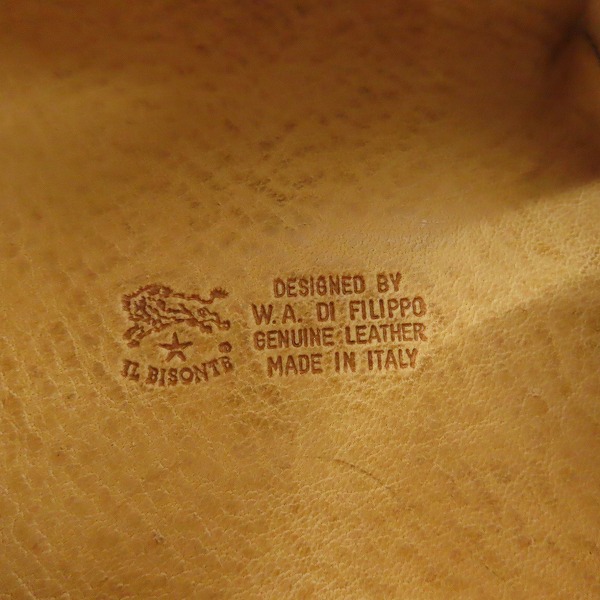 IL BISONTE
DESIGNED BY
W.A. DI FILIPPO
GENUINE LEATHER
MADE IN ITALY